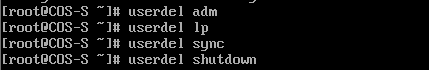 [root@COS-S ~]# userdel adm
[root@COS-S ~]# userdel lp
[root@COS-S ~]# userdel sync
[root@COS-S ~]# userdel shutdown